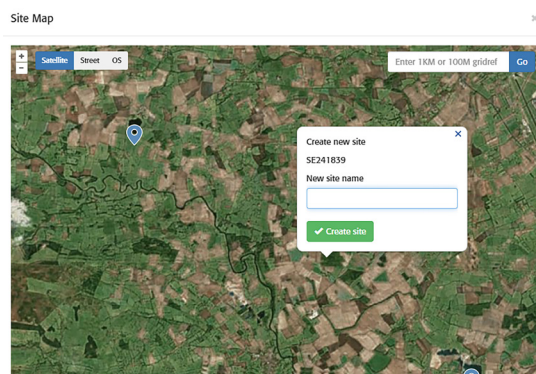 Site Map
»
+
−
Satellite Street OS
Enter 1KM or 100M gridref Go
Create new site
SE241839
New site name
Create site